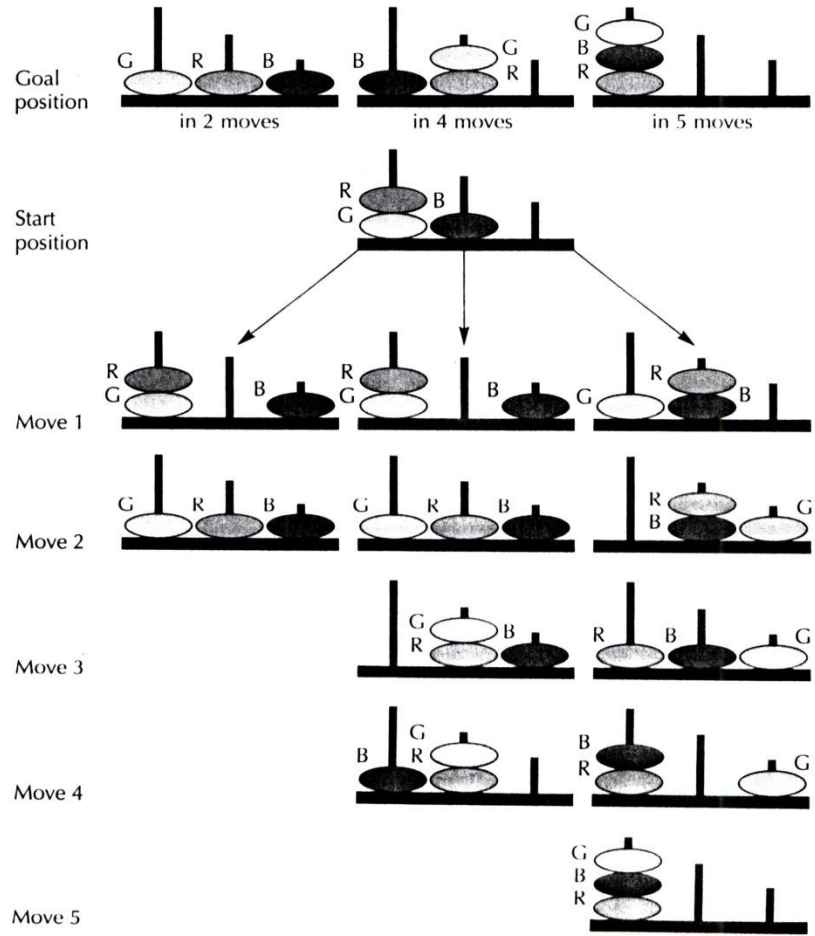 G R B B G R G B R
Goal position
in 2 moves in 4 moves in 5 moves
R B G
Start position
R G B R G B R G B
Move 1
G R B G R B R B G
Move 2
G R B R B G
Move 3
B G R B R G
Move 4
G B R
Move 5